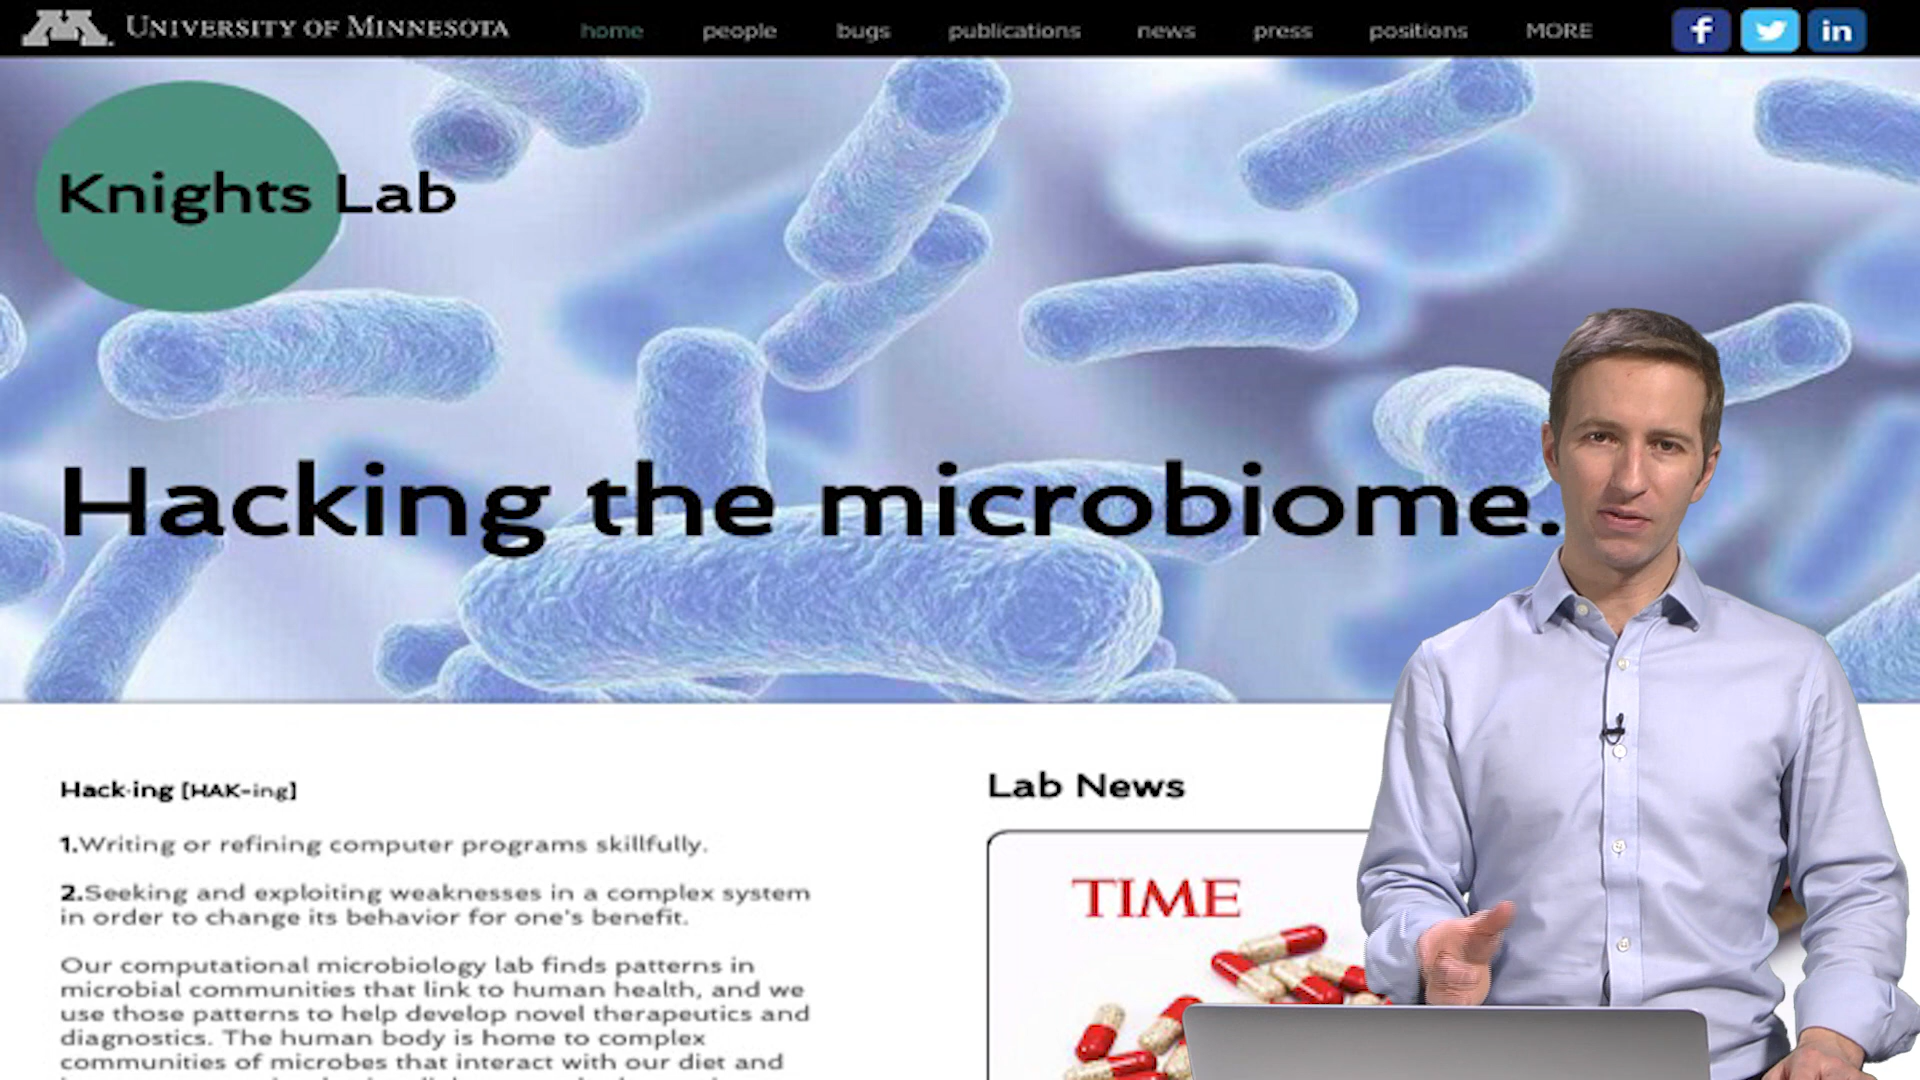 UNIVERSITY OF MINNESOTA
home people bugs publications news press positions MORE
Knights Lab
Hacking the microbiome.
Hack·ing [HAK-ing]
1.Writing or refining computer programs skillfully.
2.Seeking and exploiting weaknesses in a complex system
in order to change its behavior for one's benefit.
Our computational microbiology lab finds patterns in
microbial communities that link to human health, and we
use those patterns to help develop novel therapeutics and
diagnostics. The human body is home to complex
communities of microbes that interact with our diet and
Lab News
TIME